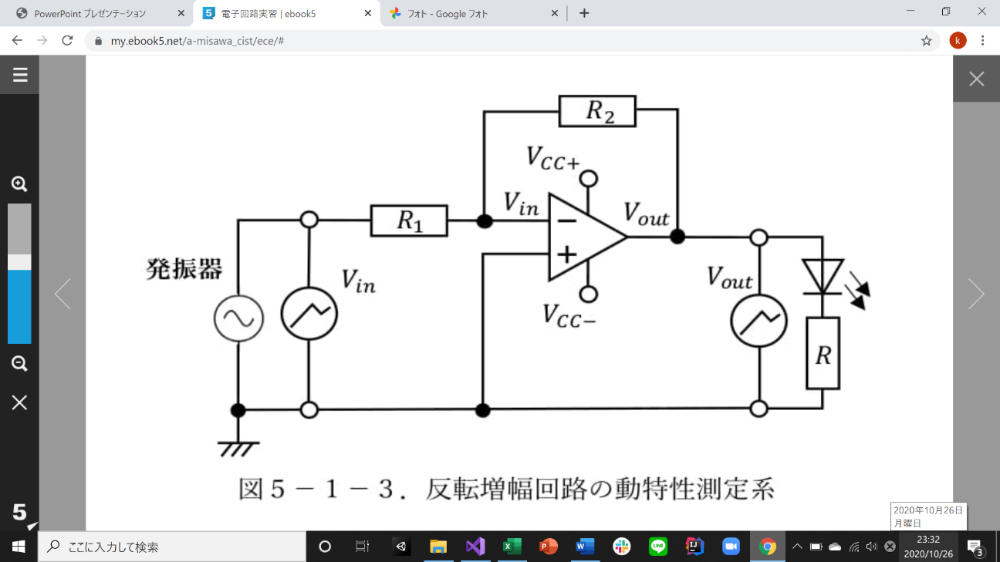 PowerPoint プレゼンテーション
5 電子回路実習 | ebook5
フォト - Google フォト
my.ebook5.net/a-misawa_cist/ece/#
k
R2
VCC+
Vin
Vout
R1
発振器
Vin
Vout
VCC−
R
図５－１－３．反転増幅回路の動特性測定系
5
2020年10月26日
月曜日
ここに入力して検索
23:32
2020/10/26
3